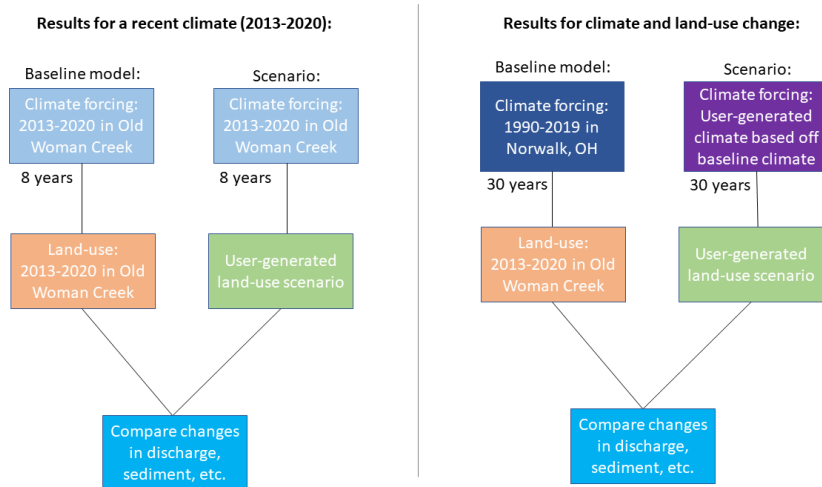 Results for a recent climate (2013-2020):
Baseline model:
Climate forcing:
2013-2020 in Old
Woman Creek
8 years
Land-use:
2013-2020 in Old
Woman Creek
Scenario:
Climate forcing:
2013-2020 in Old
Woman Creek
8 years
User-generated
land-use scenario
Compare changes
in discharge,
sediment, etc.
Results for climate and land-use change:
Baseline model:
Climate forcing:
1990-2019 in
Norwalk, OH
30 years
Land-use:
2013-2020 in Old
Woman Creek
Scenario:
Climate forcing:
User-generated
climate based off
baseline climate
30 years
User-generated
land-use scenario
Compare changes
in discharge,
sediment, etc.